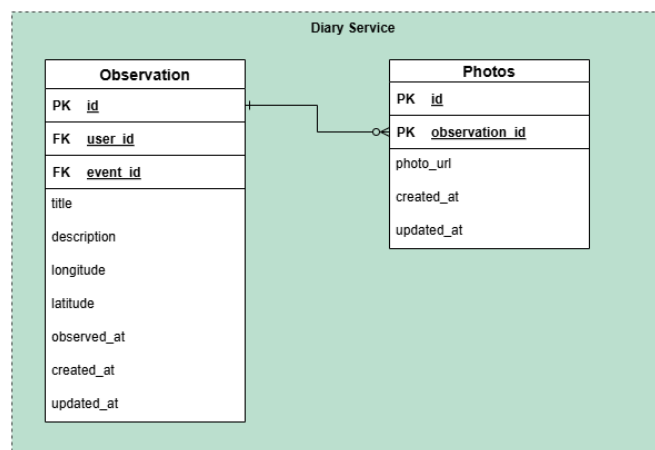 Diary Service
Observation
PK id
FK user_id
FK event_id
title
description
longitude
latitude
observed_at
created_at
updated_at
Photos
PK id
PK observation_id
photo_url
created_at
updated_at